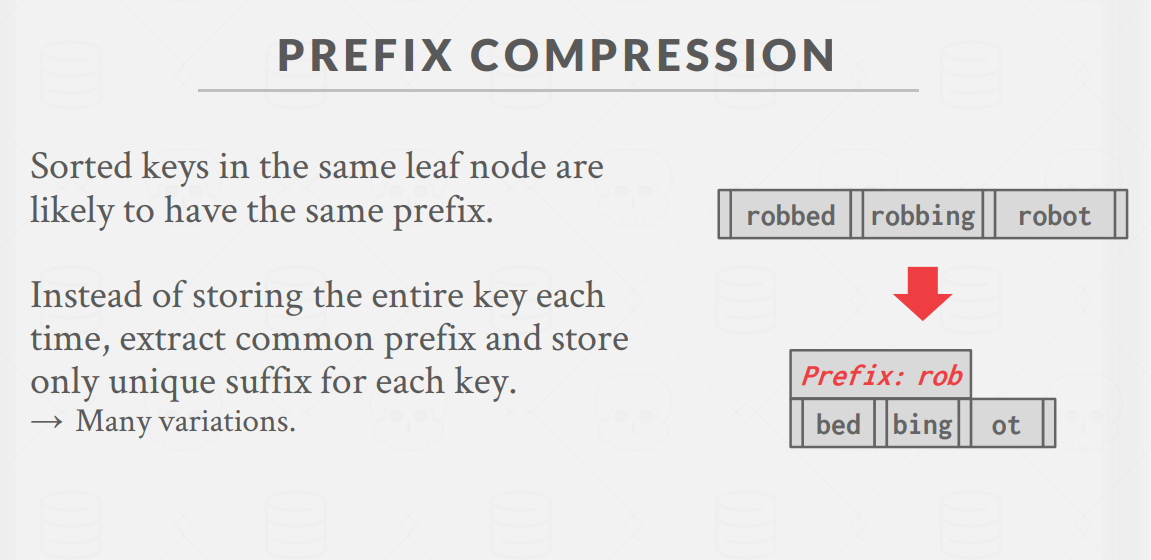 PREFIX COMPRESSION
Sorted keys in the same leaf node are
likely to have the same prefix.
Instead of storing the entire key each
time, extract common prefix and store
only unique suffix for each key.
→ Many variations.
robbed robbing robot
Prefix: rob
bed bing ot